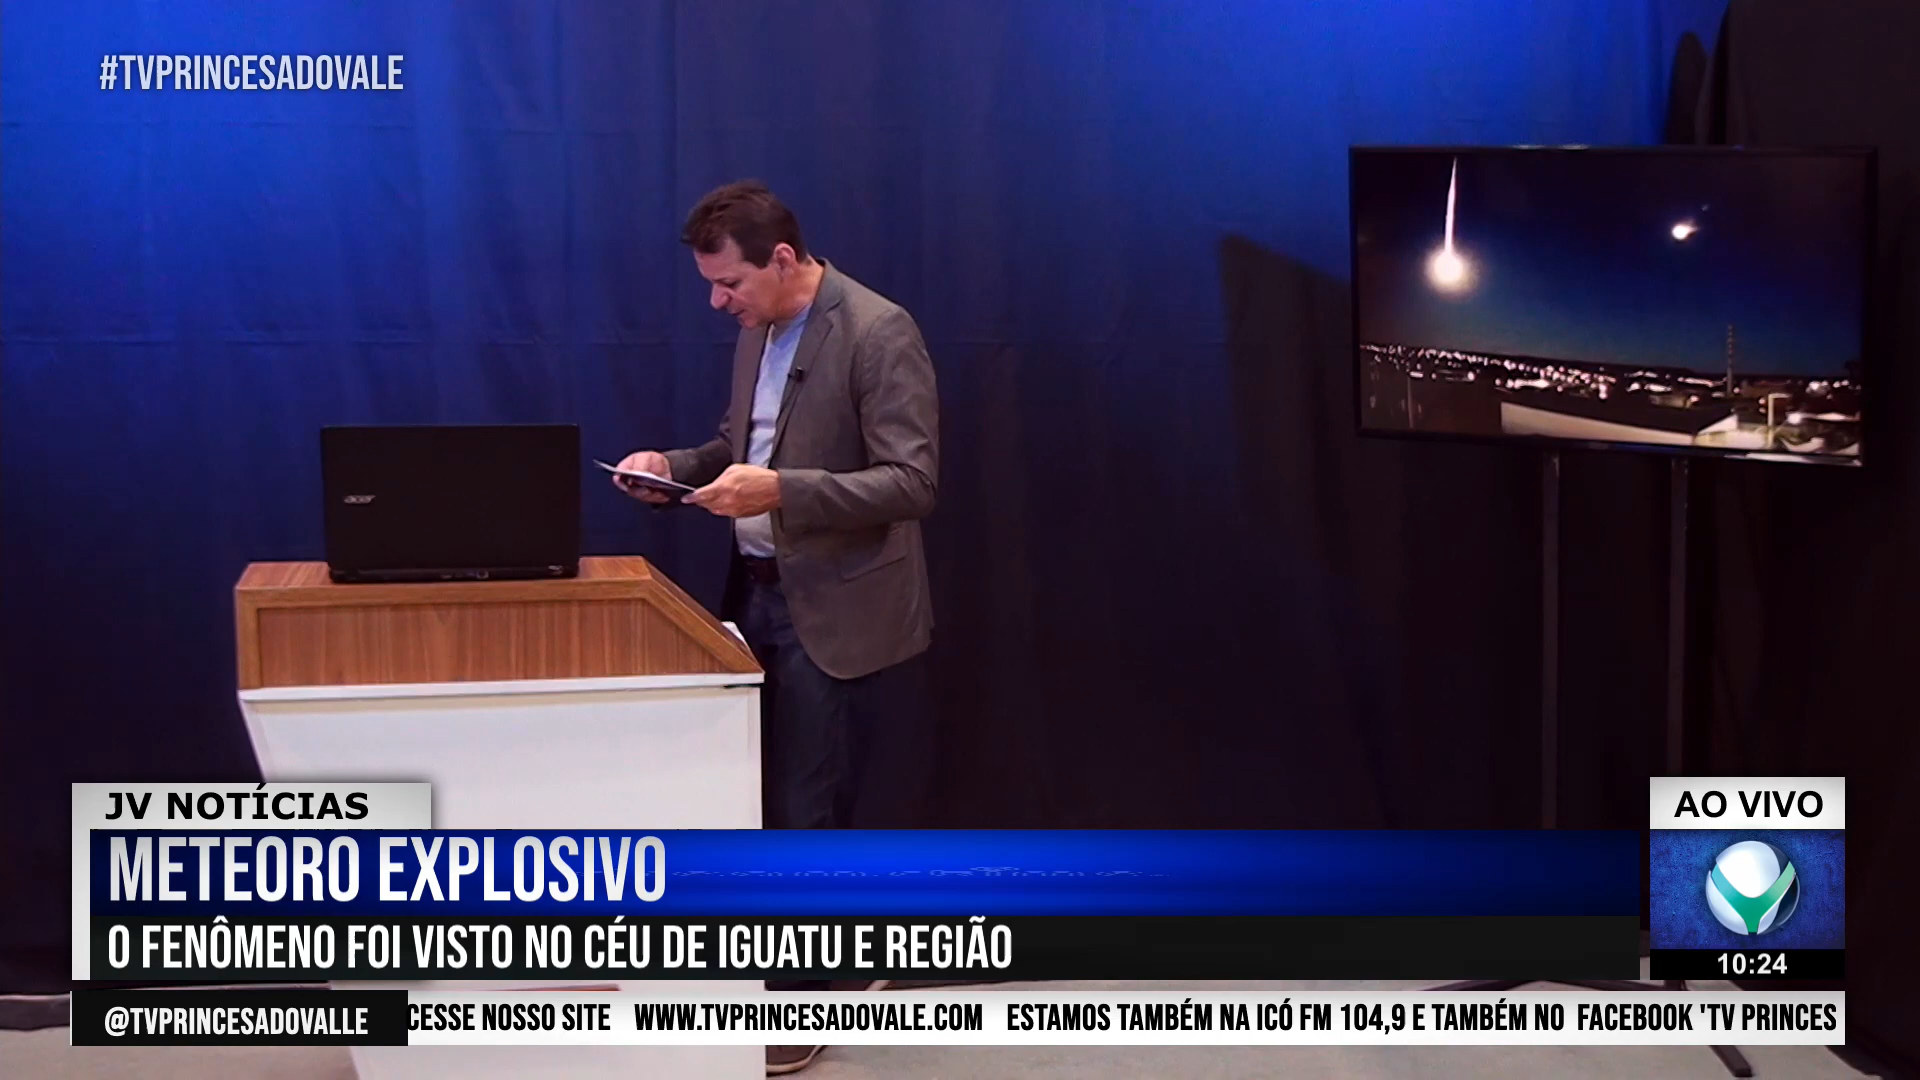 #TVPRINCESADOVALE
acer
JV NOTÍCIAS
AO VIVO
METEORO EXPLOSIVO
O FENÔMENO FOI VISTO NO CÉU DE IGUATU E REGIÃO
10:24
@TVPRINCESADOVALLE
CESSE NOSSO SITE WWW.TVPRINCESADOVALE.COM ESTAMOS TAMBÉM NA ICÓ FM 104,9 E TAMBÉM NO FACEBOOK 'TV PRINCES